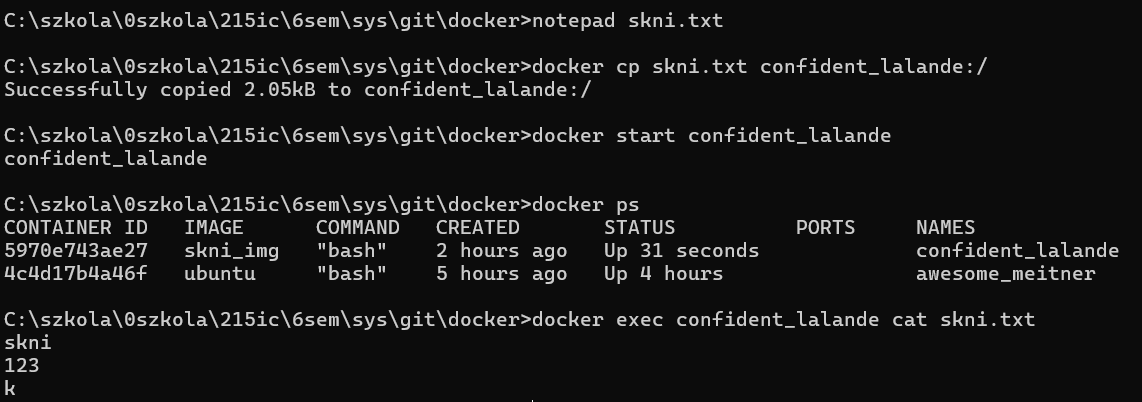 C:\szkola\0szkola\215ic\6sem\sys\git\docker>notepad skni.txt
C:\szkola\0szkola\215ic\6sem\sys\git\docker>docker cp skni.txt confident_lalande:/
Successfully copied 2.05kB to confident_lalande:/
C:\szkola\0szkola\215ic\6sem\sys\git\docker>docker start confident_lalande
confident_lalande
C:\szkola\0szkola\215ic\6sem\sys\git\docker>docker ps
CONTAINER ID   IMAGE      COMMAND   CREATED       STATUS          PORTS     NAMES
5970e743ae27   skni_img   "bash"    2 hours ago   Up 31 seconds             confident_lalande
4c4d17b4a46f   ubuntu     "bash"    5 hours ago   Up 4 hours                awesome_meitner
C:\szkola\0szkola\215ic\6sem\sys\git\docker>docker exec confident_lalande cat skni.txt
skni
123
k